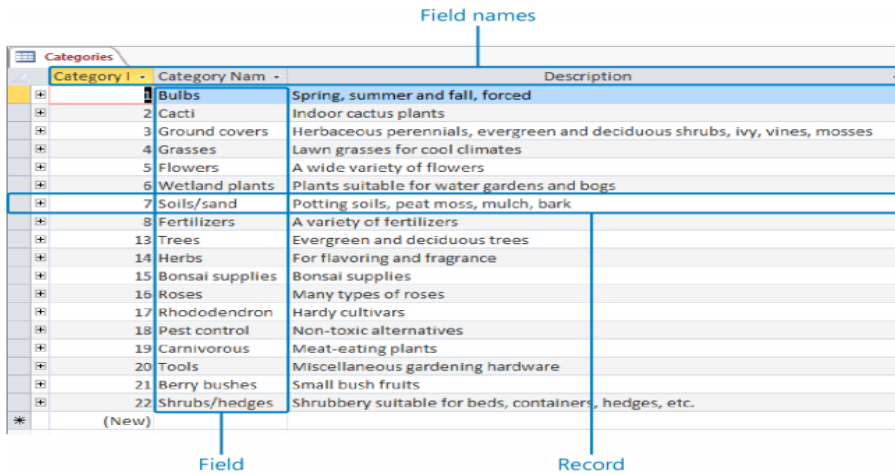 Field names
Categories
Category I Category Nam Description
1 Bulbs Spring, summer and fall, forced
2 Cacti Indoor cactus plants
3 Ground covers Herbaceous perennials, evergreen and deciduous shrubs, ivy, vines, mosses
4 Grasses Lawn grasses for cool climates
5 Flowers A wide variety of flowers
6 Wetland plants Plants suitable for water gardens and bogs
7 Soils/sand Potting soils, peat moss, mulch, bark
8 Fertilizers A variety of fertilizers
13 Trees Evergreen and deciduous trees
14 Herbs For flavoring and fragrance
15 Bonsai supplies Bonsai supplies
16 Roses Many types of roses
17 Rhododendron Hardy cultivars
18 Pest control Non-toxic alternatives
19 Carnivorous Meat-eating plants
20 Tools Miscellaneous gardening hardware
21 Berry bushes Small bush fruits
22 Shrubs/hedges Shrubbery suitable for beds, containers, hedges, etc.
* (New)
Field Record